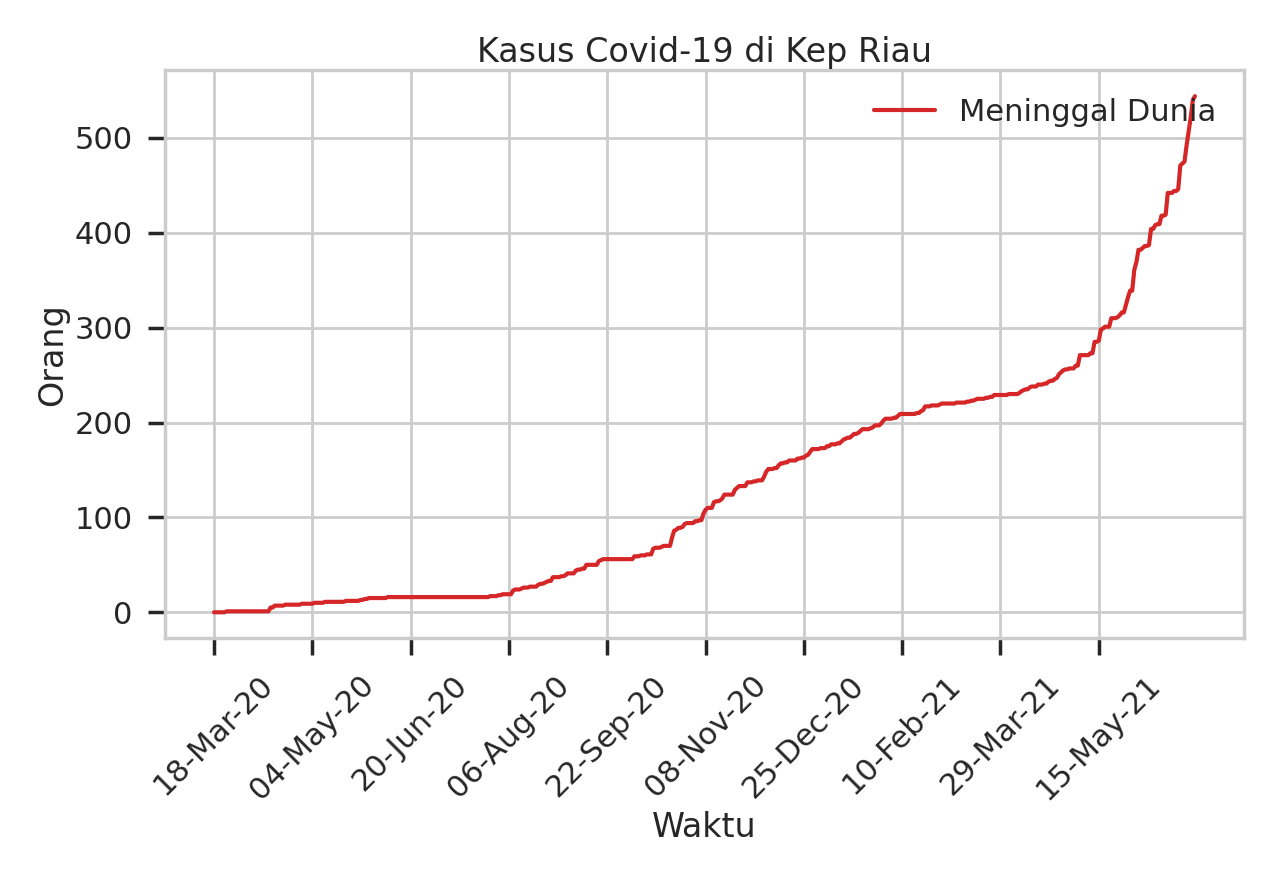 Kasus Covid-19 di Kep Riau
Meninggal Dunia
500
400
300
200
100
0
Orang
18-Mar-20
04-May-20
20-Jun-20
06-Aug-20
22-Sep-20
08-Nov-20
25-Dec-20
10-Feb-21
29-Mar-21
15-May-21
Waktu